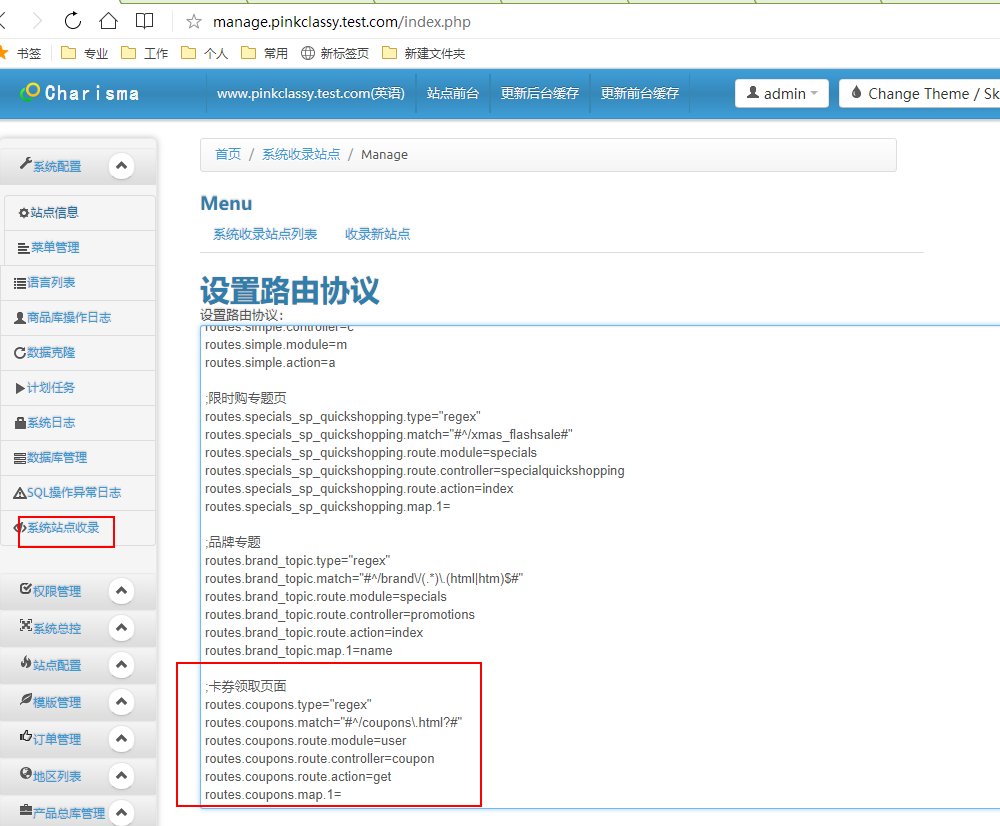 manage.pinkclassy.test.com/index.php
书签 专业 工作 个人 常用 新标签页 新建文件夹
Charisma www.pinkclassy.test.com(英语) 站点前台 更新后台缓存 更新前台缓存 admin Change Theme / Sk
系统配置
站点信息
菜单管理
语言列表
商品库操作日志
数据克隆
计划任务
系统日志
数据库管理
SQL操作异常日志
系统站点收录
权限管理
系统总控
站点配置
模版管理
订单管理
地区列表
产品总库管理
首页 / 系统收录站点 / Manage
Menu
系统收录站点列表 收录新站点
设置路由协议
设置路由协议:
routes.simple.controller=c
routes.simple.module=m
routes.simple.action=a
;限时购专题页
routes.specials_sp_quickshopping.type="regex"
routes.specials_sp_quickshopping.match="#^/xmas_flashsale#"
routes.specials_sp_quickshopping.route.module=specials
routes.specials_sp_quickshopping.route.controller=specialquickshopping
routes.specials_sp_quickshopping.route.action=index
routes.specials_sp_quickshopping.map.1=
;品牌专题
routes.brand_topic.type="regex"
routes.brand_topic.match="#^/brand\/(.*)\.(html|htm)$#"
routes.brand_topic.route.module=specials
routes.brand_topic.route.controller=promotions
routes.brand_topic.route.action=index
routes.brand_topic.map.1=name
;卡券领取页面
routes.coupons.type="regex"
routes.coupons.match="#^/coupons\.html?#"
routes.coupons.route.module=user
routes.coupons.route.controller=coupon
routes.coupons.route.action=get
routes.coupons.map.1=